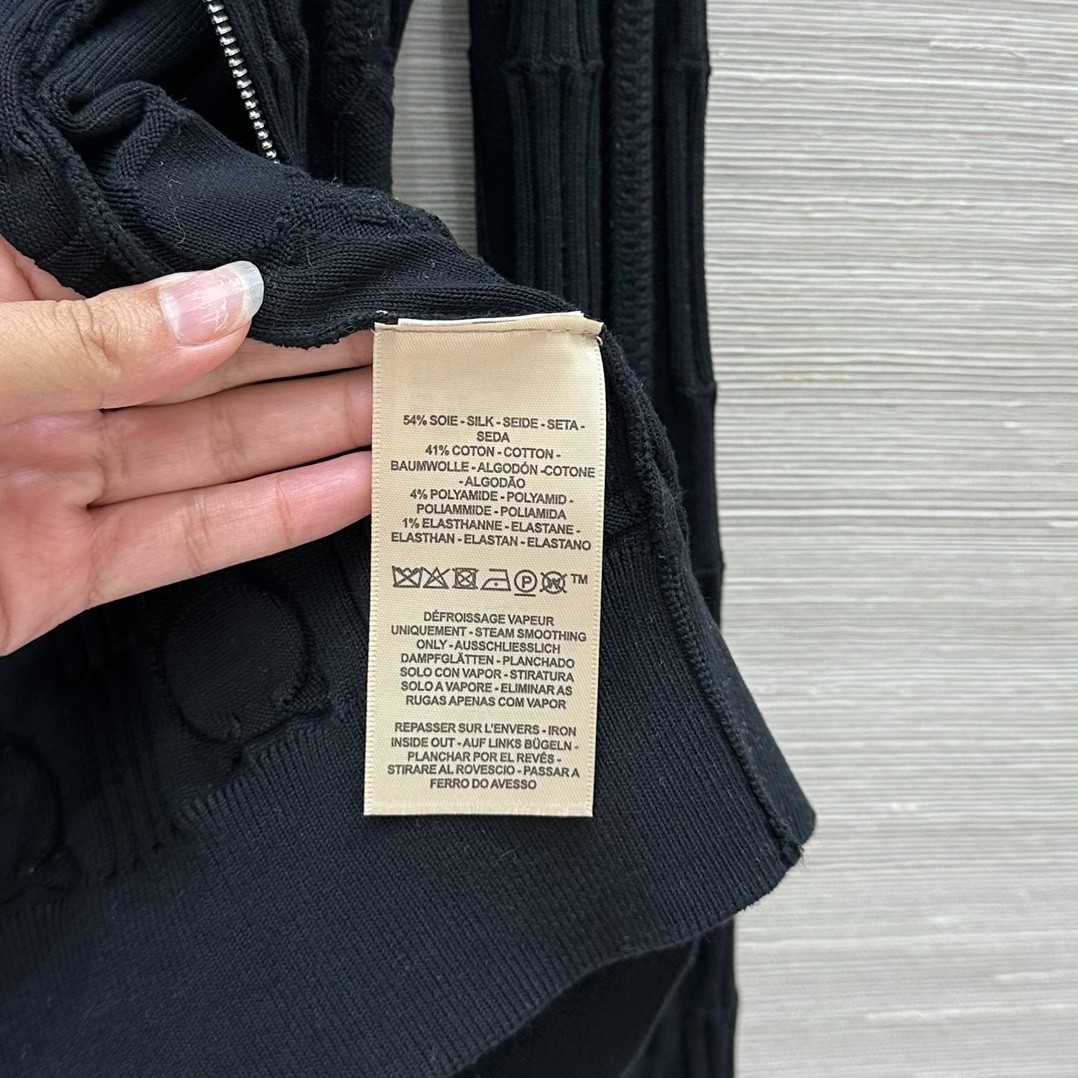 54% SOIE - SILK - SEIDE - SETA -
SEDA
41% COTON - COTTON -
BAUMWOLLE - ALGODÓN -COTONE
- ALGODÃO
4% POLYAMIDE - POLYAMID -
POLIAMMIDE - POLIAMIDA
1% ELASTHANNE - ELASTANE -
ELASTHAN - ELASTAN - ELASTANO
P W TM
DÉFROISSAGE VAPEUR
UNIQUEMENT - STEAM SMOOTHING
ONLY - AUSSCHLIESSLICH
DAMPFGLÄTTEN - PLANCHADO
SOLO CON VAPOR - STIRATURA
SOLO A VAPORE - ELIMINAR AS
RUGAS APENAS COM VAPOR
REPASSER SUR L'ENVERS - IRON
INSIDE OUT - AUF LINKS BÜGELN -
PLANCHAR POR EL REVÉS -
STIRARE AL ROVESCIO - PASSAR A
FERRO DO AVESSO